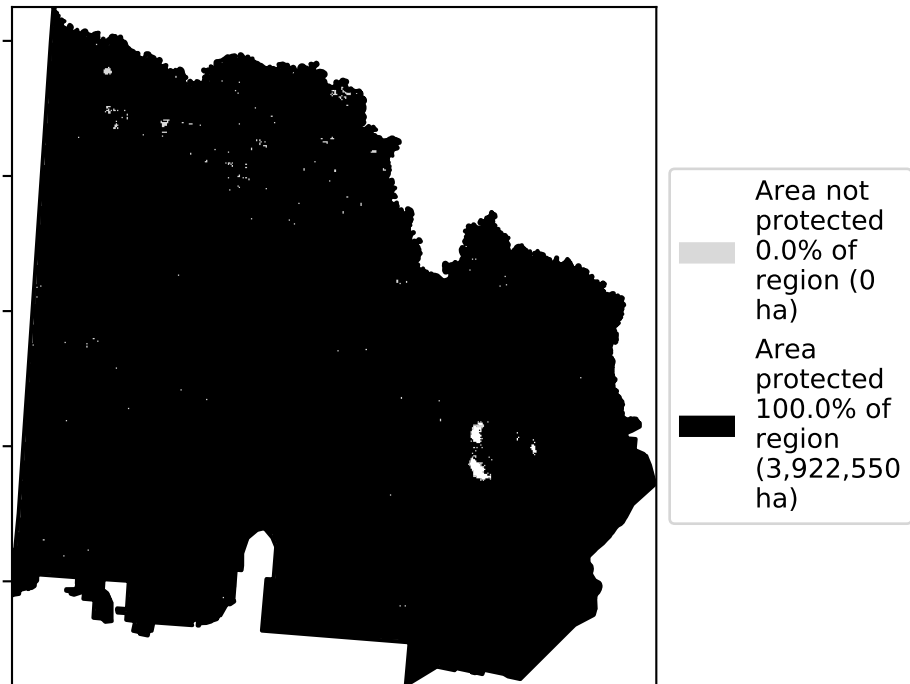 Area not
protected
0.0% of
region (0
ha)
Area
protected
100.0% of
region
(3,922,550
ha)